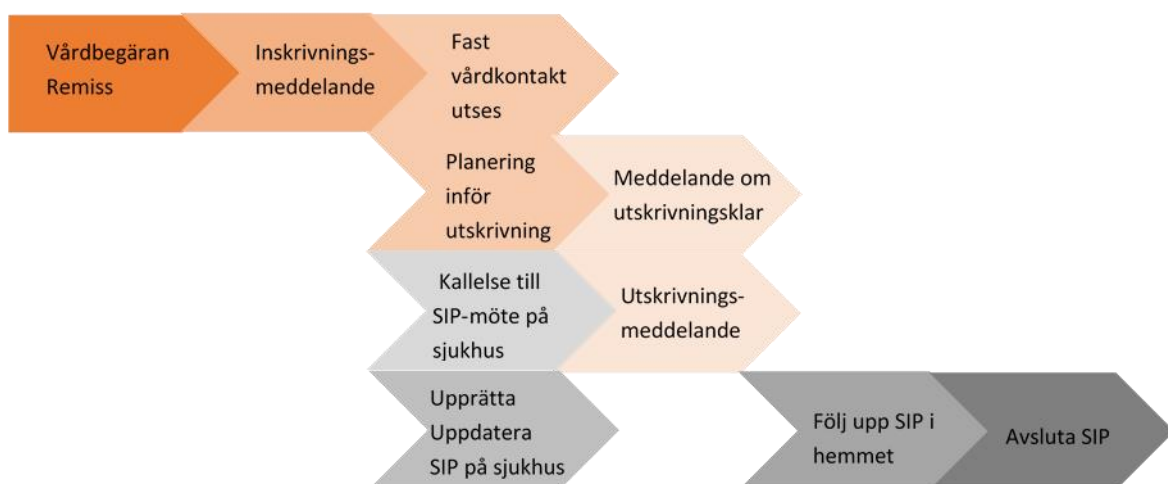 Vårdbegäran
Remiss
Inskrivnings-
meddelande
Fast
vårdkontakt
utses
Planering
inför
utskrivning
Meddelande om
utskrivningsklar
Kallelse till
SIP-möte på
sjukhus
Utskrivnings-
meddelande
Upprätta
Uppdatera
SIP på sjukhus
Följ upp SIP i
hemmet
Avsluta SIP